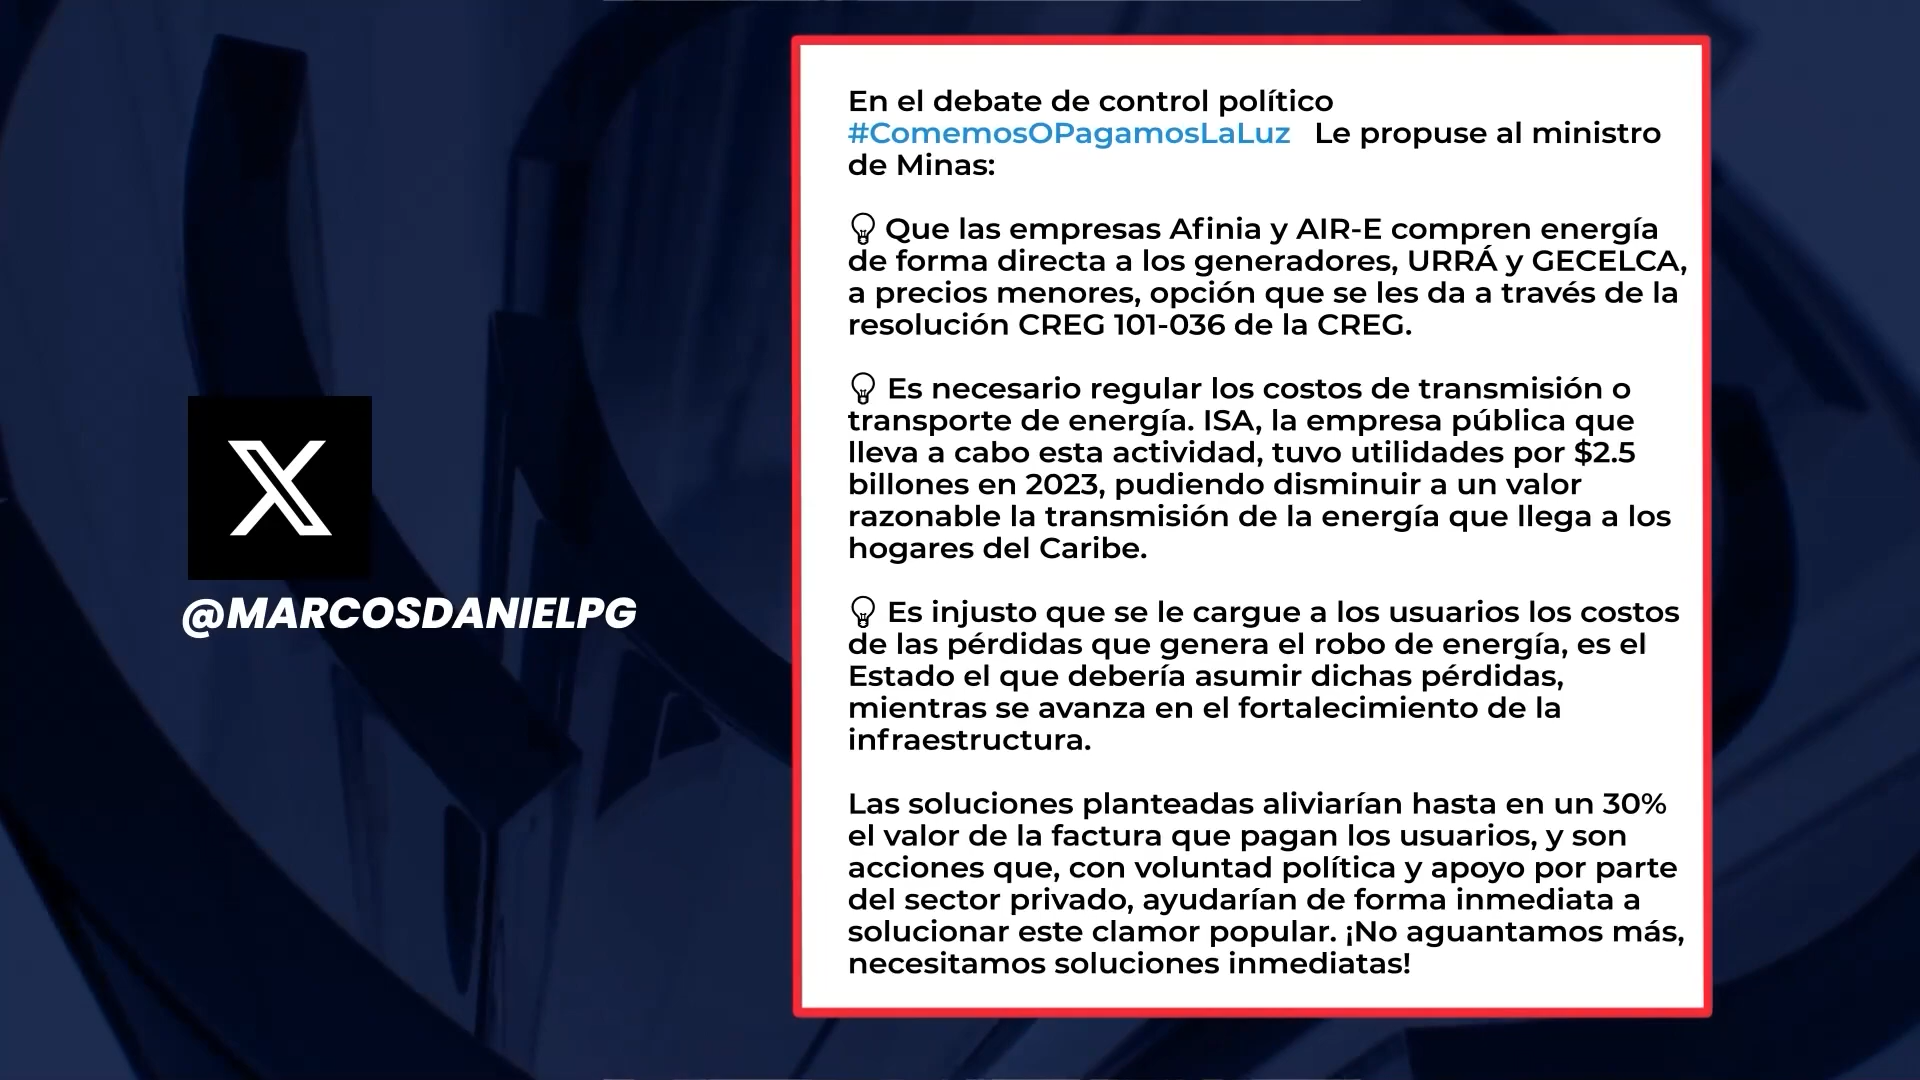 @MARCOSDANIELPG
En el debate de control político
#ComemosOPagamosLaLuz Le propuse al ministro
de Minas:
Que las empresas Afinia y AIR-E compren energía
de forma directa a los generadores, URRÁ y GECELCA,
a precios menores, opción que se les da a través de la
resolución CREG 101-036 de la CREG.
Es necesario regular los costos de transmisión o
transporte de energía. ISA, la empresa pública que
lleva a cabo esta actividad, tuvo utilidades por $2.5
billones en 2023, pudiendo disminuir a un valor
razonable la transmisión de la energía que llega a los
hogares del Caribe.
Es injusto que se le cargue a los usuarios los costos
de las pérdidas que genera el robo de energía, es el
Estado el que debería asumir dichas pérdidas,
mientras se avanza en el fortalecimiento de la
infraestructura.
Las soluciones planteadas aliviarían hasta en un 30%
el valor de la factura que pagan los usuarios, y son
acciones que, con voluntad política y apoyo por parte
del sector privado, ayudarían de forma inmediata a
solucionar este clamor popular. ¡No aguantamos más,
necesitamos soluciones inmediatas!